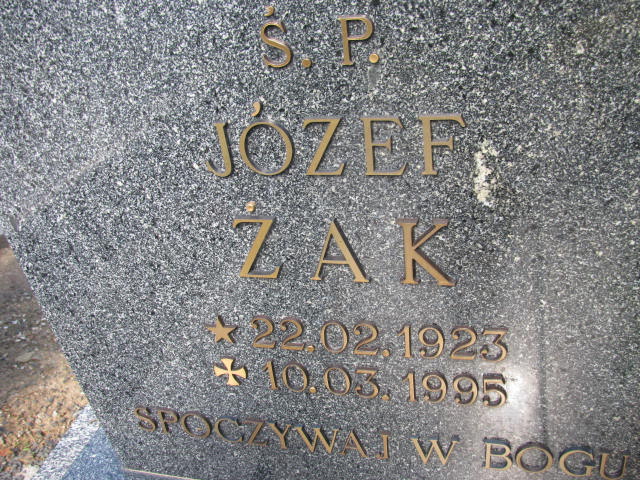 Ś. P.
JÓZEF
ŻAK
22.02.1923
10.03.1995
SPOCZYWAJ W BOGU